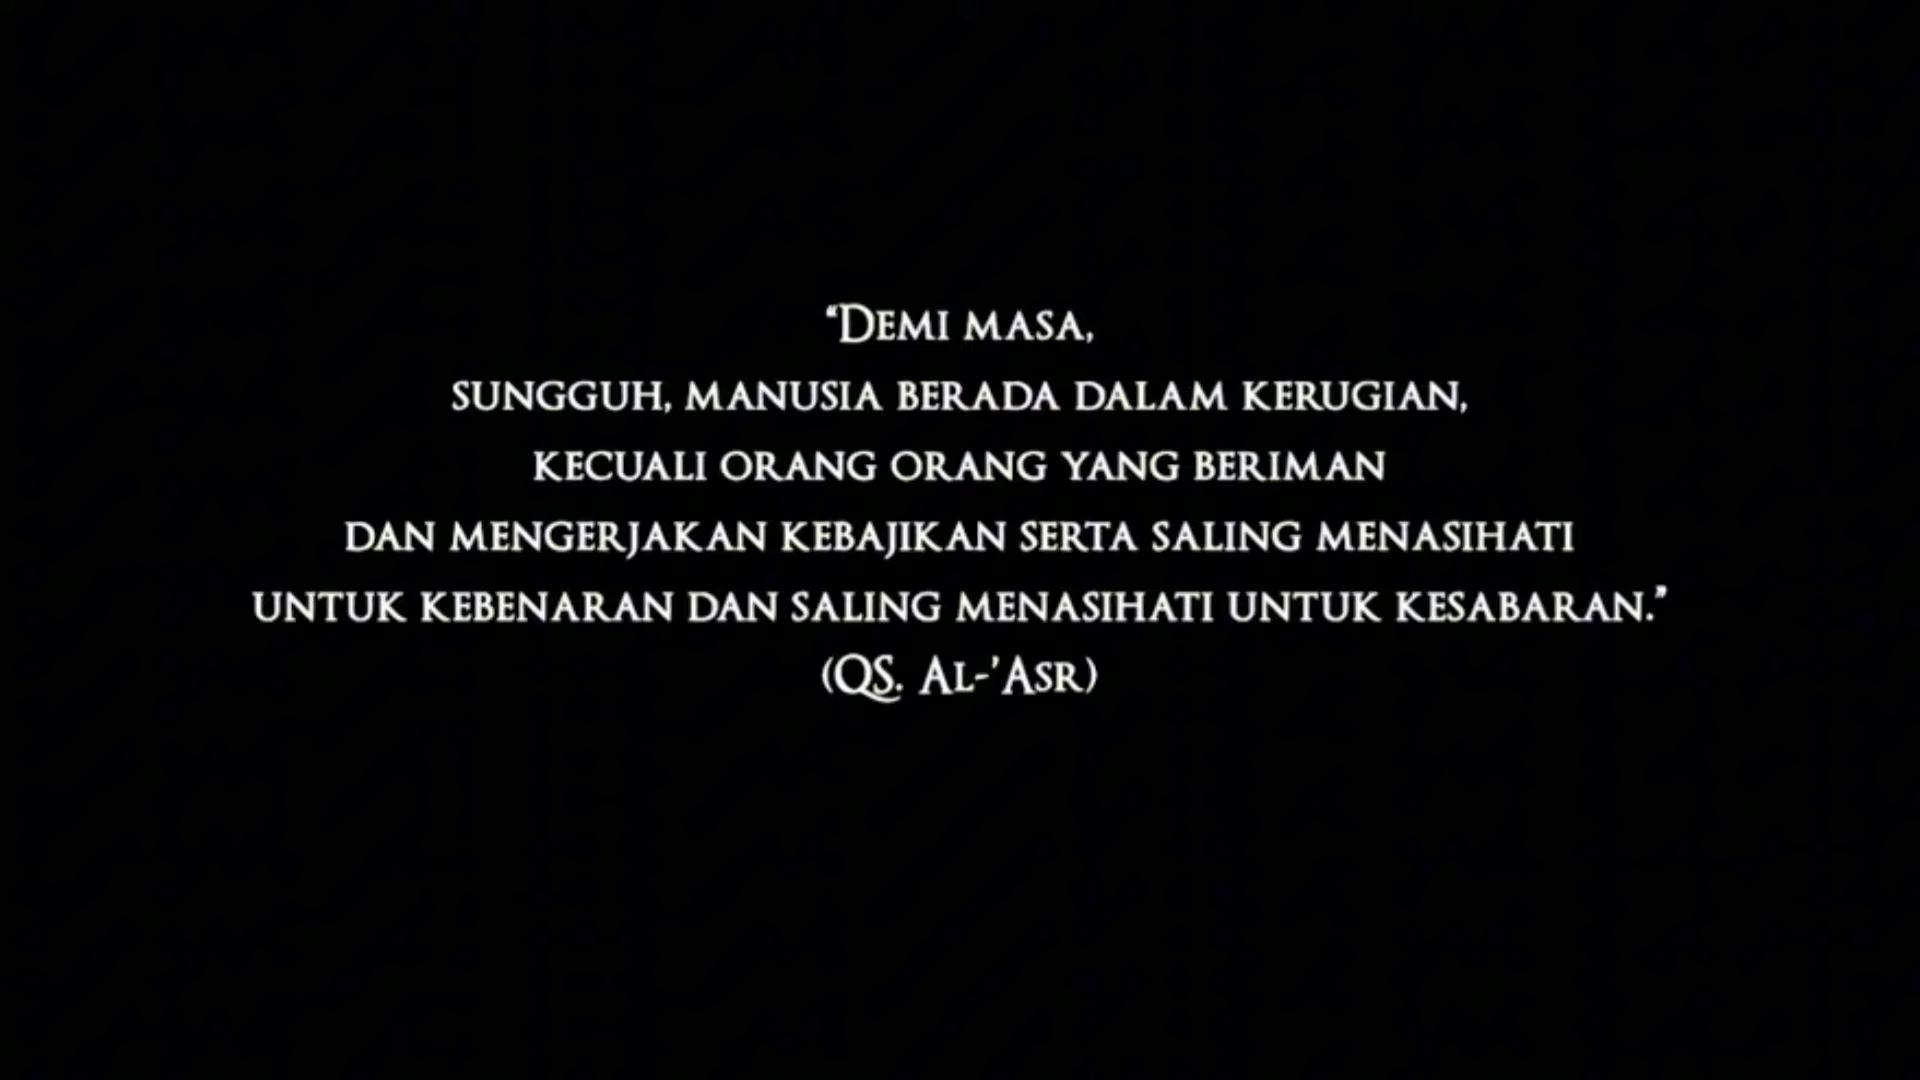 “Demi masa,
sungguh, manusia berada dalam kerugian,
kecuali orang orang yang beriman
dan mengerjakan kebajikan serta saling menasihati
untuk kebenaran dan saling menasihati untuk kesabaran.”
(QS. Al-’Asr)